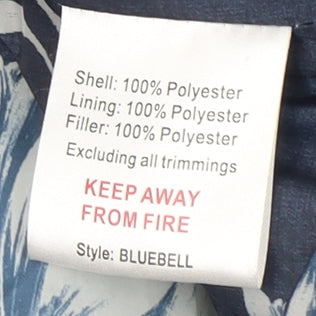 Shell: 100% Polyester
Lining: 100% Polyester
Filler: 100% Polyester
Excluding all trimmings
KEEP AWAY
FROM FIRE
Style: BLUEBELL